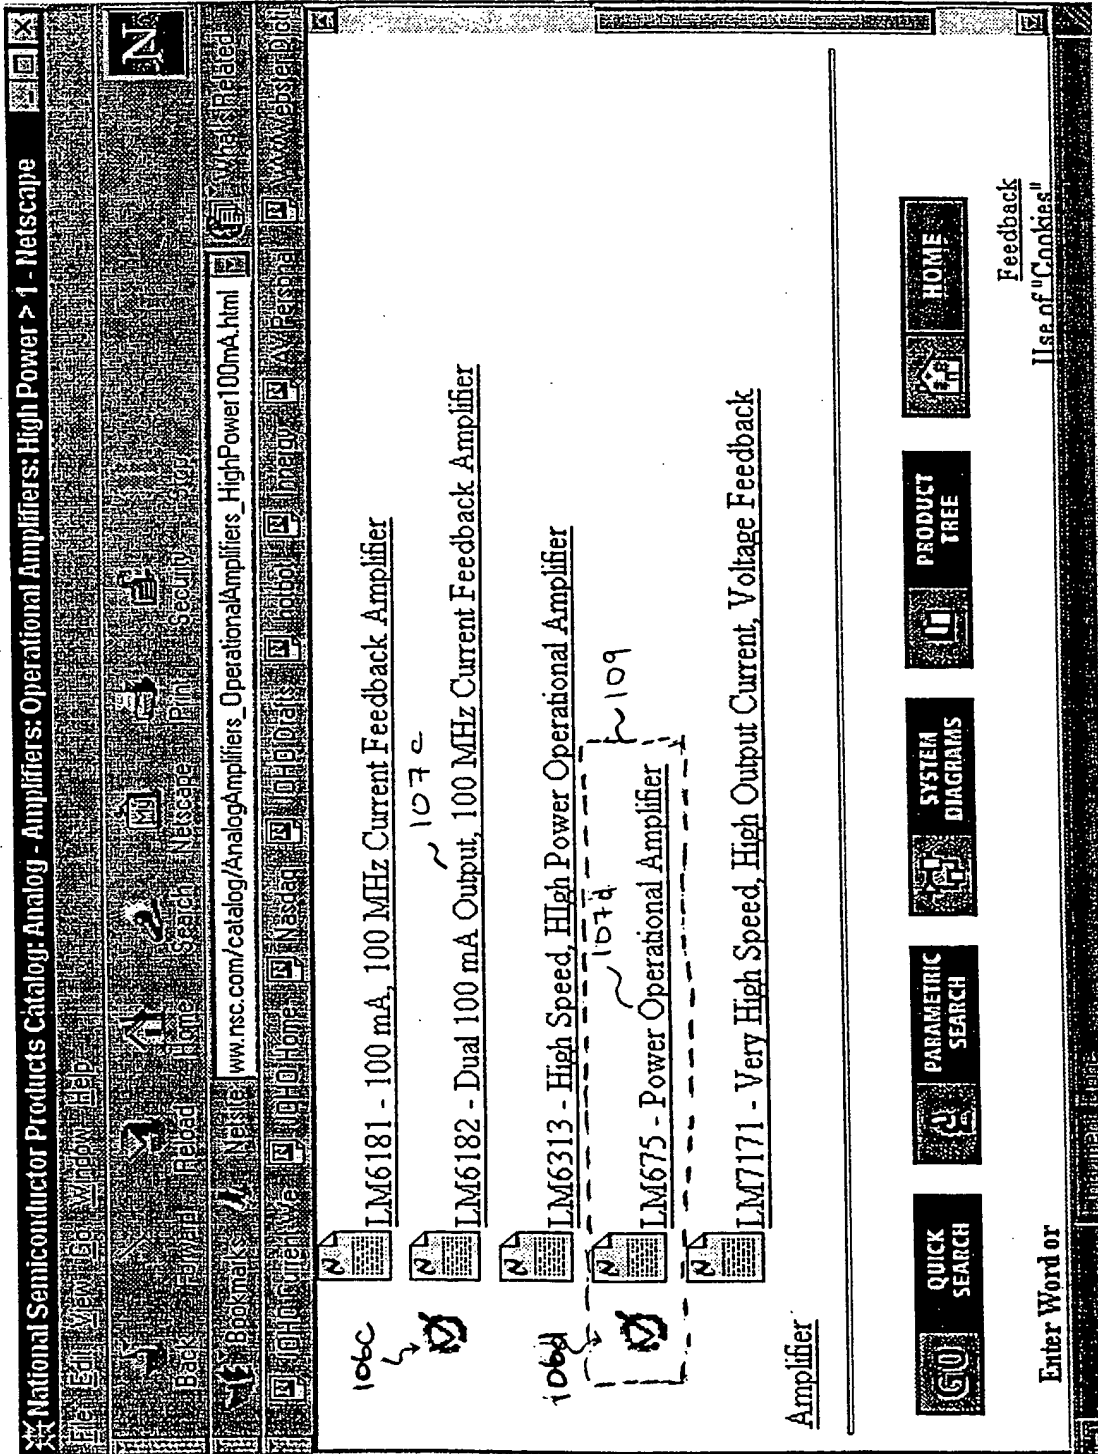 National Semiconductor Products Catalog: Analog - Amplifiers: Operational Amplifiers: High Power > 1 - Netscape
File Edit View Go Window Help
Back Forward Reload Home Search Netscape Print Security Stop
Bookmarks Netsite www.nsc.com/catalog/AnalogAmplifiers_OperationalAmplifiers_HighPower100mA.html What's Related
Nasdaq
LM6181 - 100 mA, 100 MHz Current Feedback Amplifier
106c
107c
LM6182 - Dual 100 mA Output, 100 MHz Current Feedback Amplifier
LM6313 - High Speed, HIgh Power Operational Amplifier
106d
107d
109
LM675 - Power Operational Amplifier
LM7171 - Very High Speed, High Output Current, Voltage Feedback
Amplifier
GO QUICK SEARCH PARAMETRIC SEARCH SYSTEM DIAGRAMS PRODUCT TREE HOME
Feedback
Enter Word or Use of "Cookies"